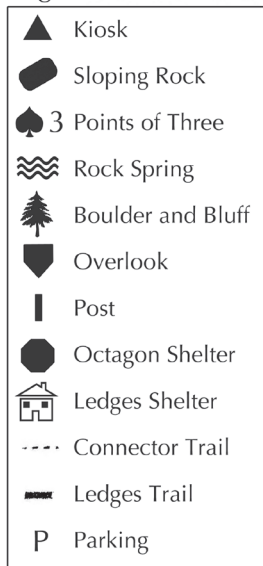 Kiosk
Sloping Rock
3 Points of Three
Rock Spring
Boulder and Bluff
Overlook
Post
Octagon Shelter
Ledges Shelter
Connector Trail
Ledges Trail
P Parking